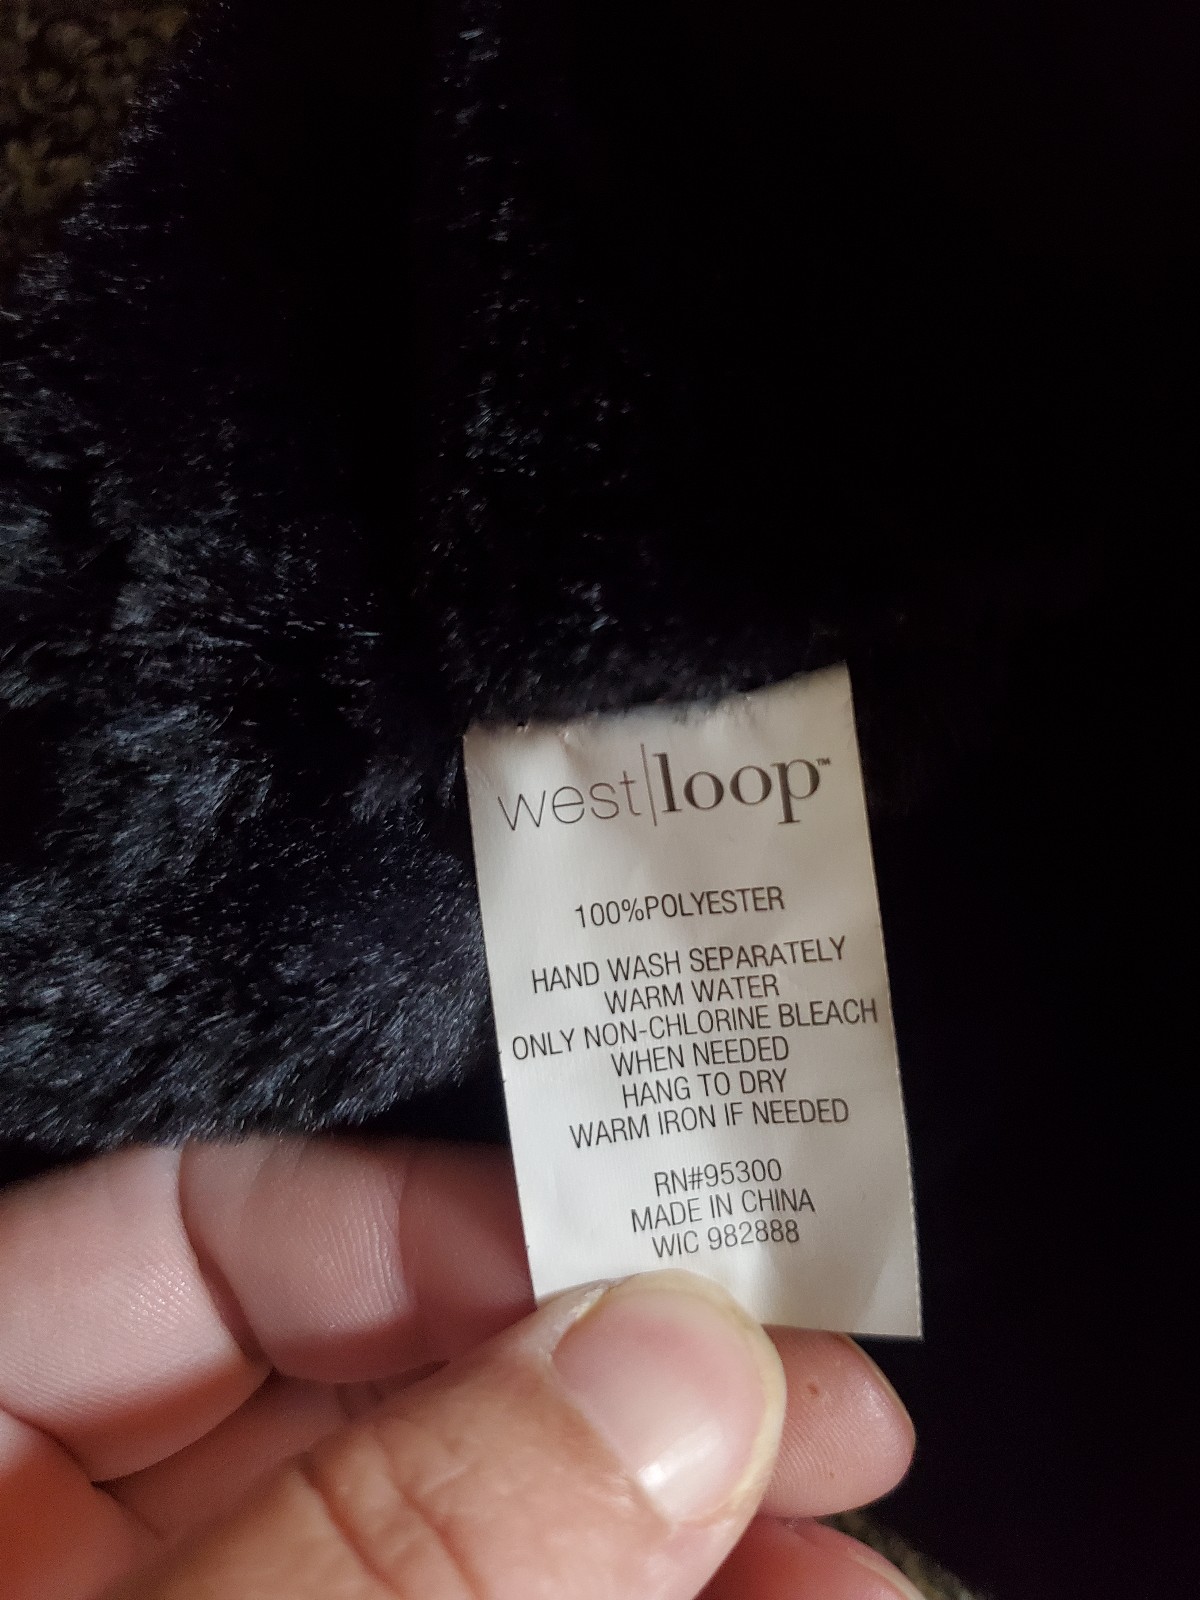 west|loop™
100%POLYESTER
HAND WASH SEPARATELY
WARM WATER
ONLY NON-CHLORINE BLEACH
WHEN NEEDED
HANG TO DRY
WARM IRON IF NEEDED
RN#95300
MADE IN CHINA
WIC 982888